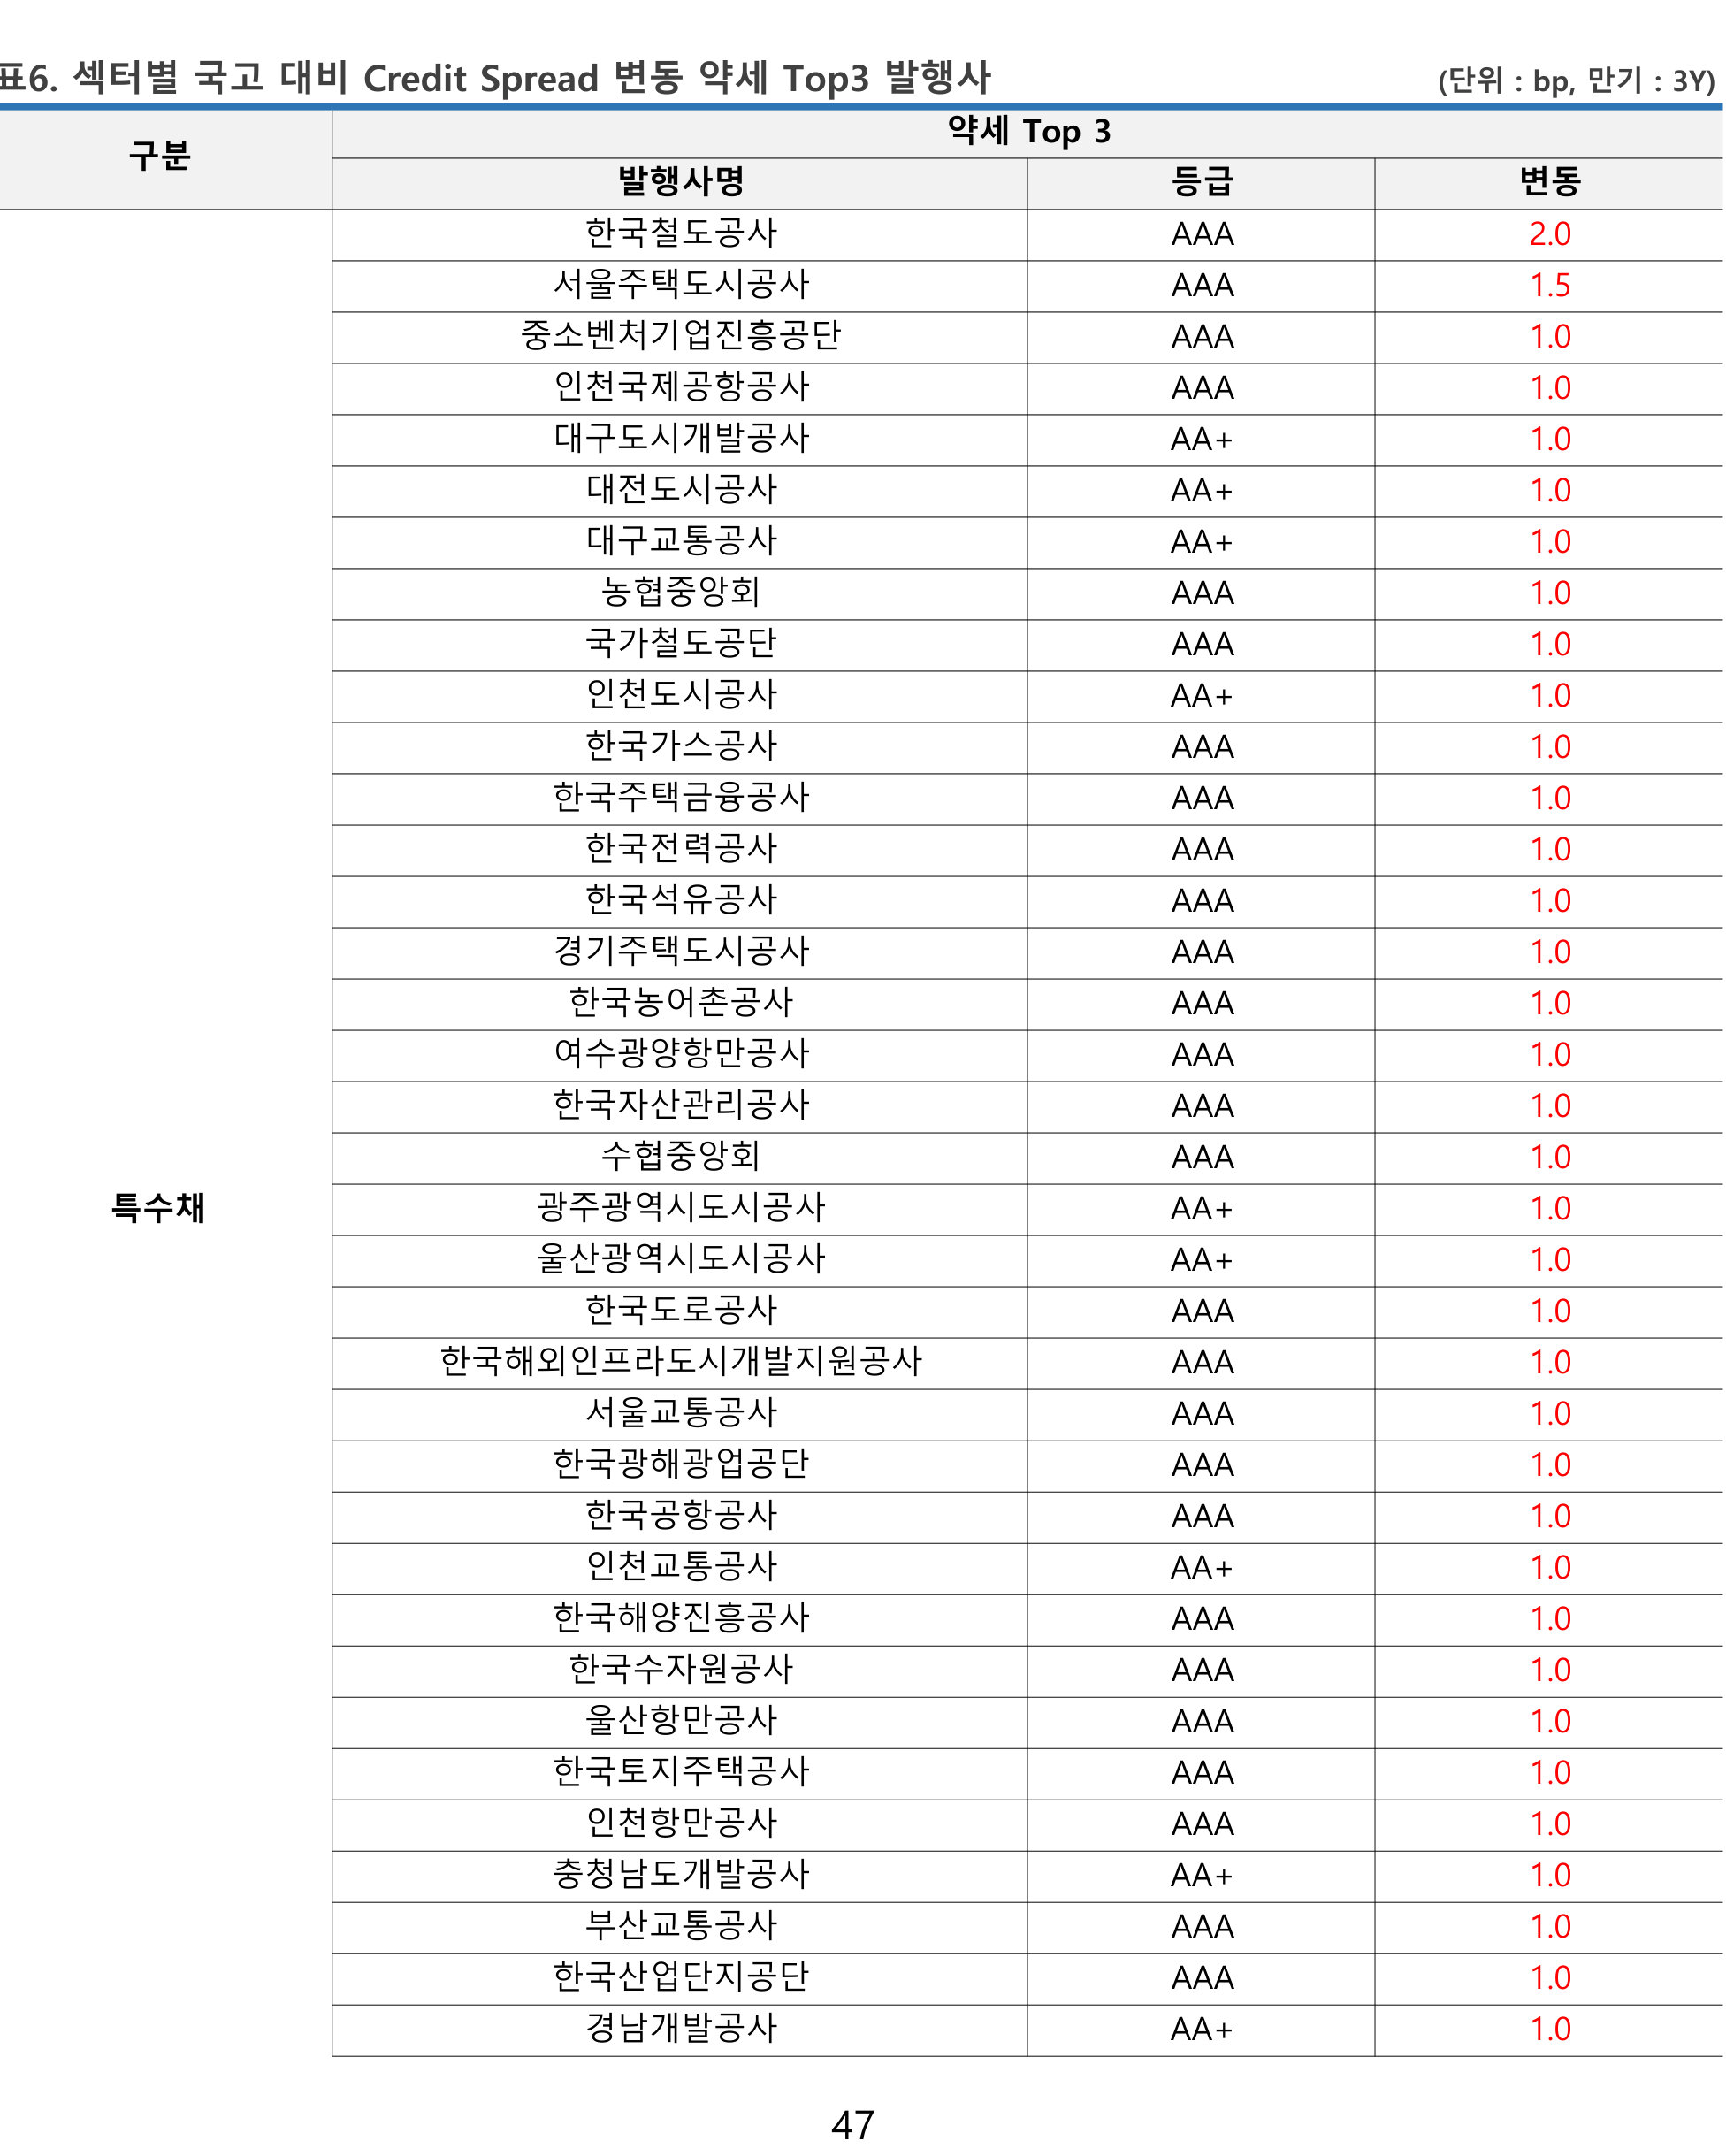 표6. 섹터별 국고 대비 Credit Spread 변동 약세 Top3 발행사 (단위 : bp, 만기 : 3Y)
구분 약세 Top 3
발행사명 등급 변동
한국철도공사 AAA 2.0
서울주택도시공사 AAA 1.5
중소벤처기업진흥공단 AAA 1.0
인천국제공항공사 AAA 1.0
대구도시개발공사 AA+ 1.0
대전도시공사 AA+ 1.0
대구교통공사 AA+ 1.0
농협중앙회 AAA 1.0
국가철도공단 AAA 1.0
인천도시공사 AA+ 1.0
한국가스공사 AAA 1.0
한국주택금융공사 AAA 1.0
한국전력공사 AAA 1.0
한국석유공사 AAA 1.0
경기주택도시공사 AAA 1.0
한국농어촌공사 AAA 1.0
여수광양항만공사 AAA 1.0
한국자산관리공사 AAA 1.0
수협중앙회 AAA 1.0
특수채 광주광역시도시공사 AA+ 1.0
울산광역시도시공사 AA+ 1.0
한국도로공사 AAA 1.0
한국해외인프라도시개발지원공사 AAA 1.0
서울교통공사 AAA 1.0
한국광해광업공단 AAA 1.0
한국공항공사 AAA 1.0
인천교통공사 AA+ 1.0
한국해양진흥공사 AAA 1.0
한국수자원공사 AAA 1.0
울산항만공사 AAA 1.0
한국토지주택공사 AAA 1.0
인천항만공사 AAA 1.0
충청남도개발공사 AA+ 1.0
부산교통공사 AAA 1.0
한국산업단지공단 AAA 1.0
경남개발공사 AA+ 1.0
47